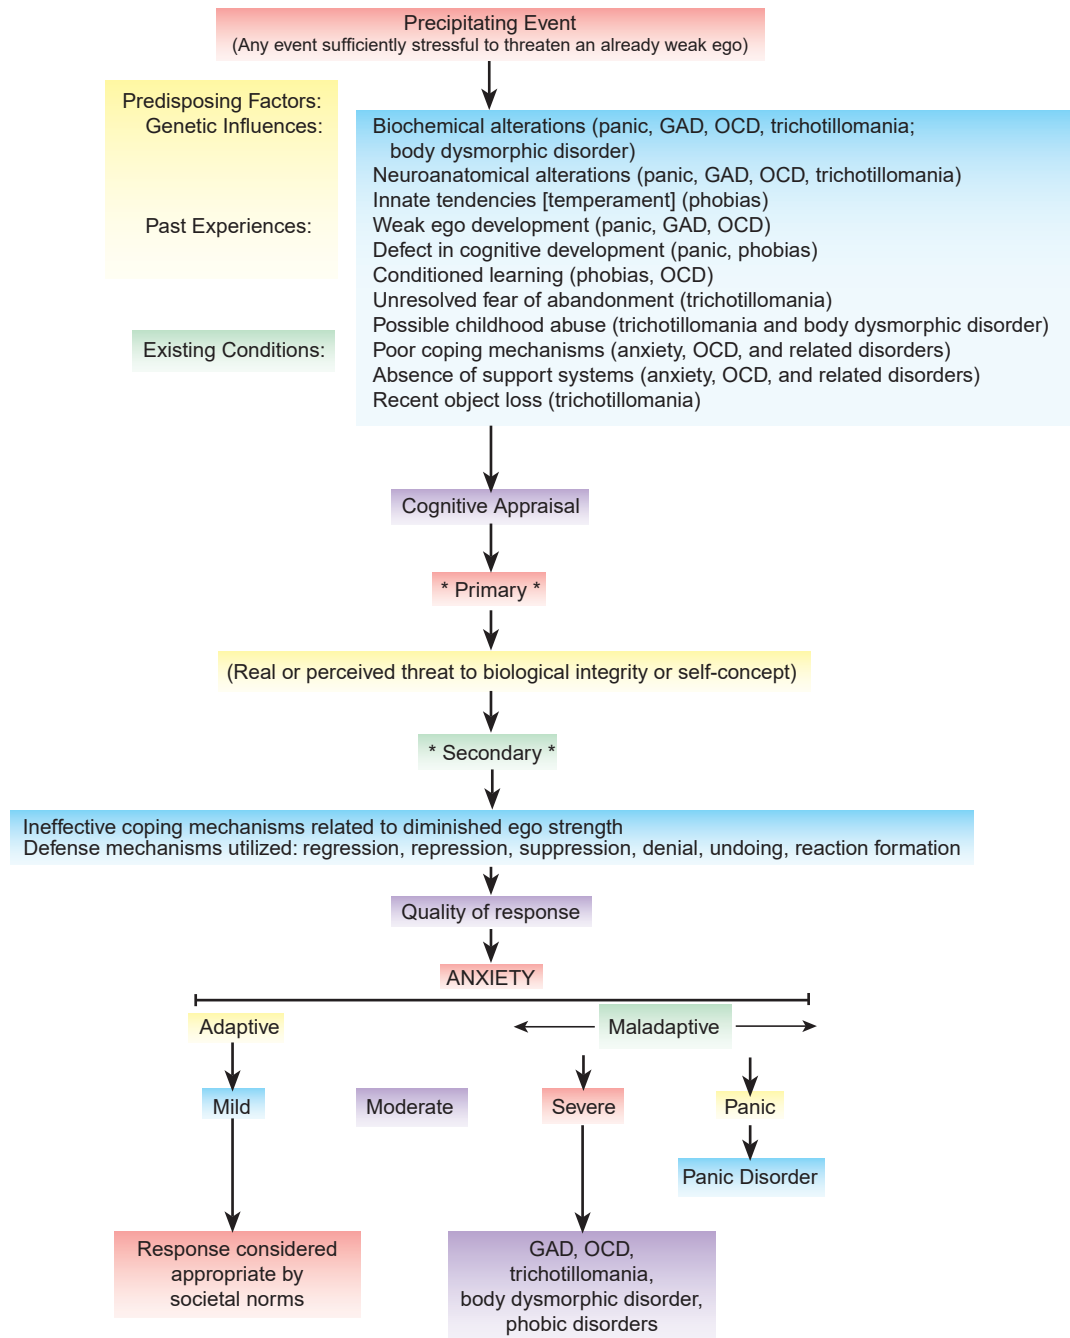 Precipitating Event
(Any event sufficiently stressful to threaten an already weak ego)
Predisposing Factors:
Genetic Influences:
Biochemical alterations (panic, GAD, OCD, trichotillomania;
body dysmorphic disorder)
Neuroanatomical alterations (panic, GAD, OCD, trichotillomania)
Innate tendencies [temperament] (phobias)
Past Experiences:
Weak ego development (panic, GAD, OCD)
Defect in cognitive development (panic, phobias)
Conditioned learning (phobias, OCD)
Unresolved fear of abandonment (trichotillomania)
Possible childhood abuse (trichotillomania and body dysmorphic disorder)
Existing Conditions:
Poor coping mechanisms (anxiety, OCD, and related disorders)
Absence of support systems (anxiety, OCD, and related disorders)
Recent object loss (trichotillomania)
Cognitive Appraisal
* Primary *
(Real or perceived threat to biological integrity or self-concept)
* Secondary *
Ineffective coping mechanisms related to diminished ego strength
Defense mechanisms utilized: regression, repression, suppression, denial, undoing, reaction formation
Quality of response
ANXIETY
Adaptive
Maladaptive
Mild
Moderate
Severe
Panic
Panic Disorder
Response considered
appropriate by
societal norms
GAD, OCD,
trichotillomania,
body dysmorphic disorder,
phobic disorders